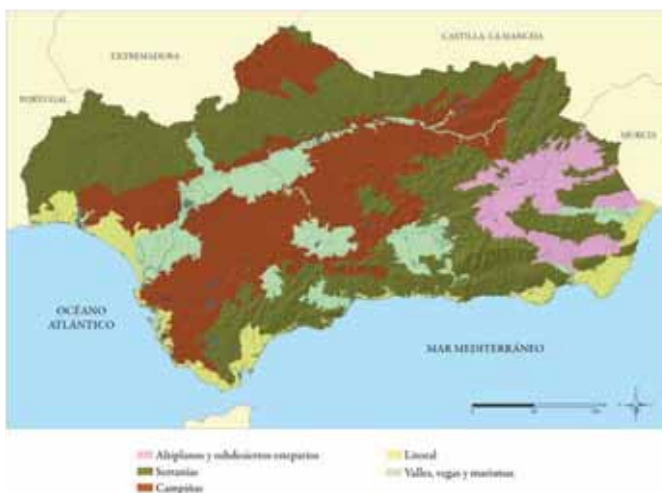 CASTILLA-LA MANCHA
EXTREMADURA
PORTUGAL
MURCIA
OCÉANO
ATLÁNTICO
MAR MEDITERRÁNEO
Altiplanos y subdesiertos esteparios
Serranías
Campiñas
Litoral
Valles, vegas y marismas